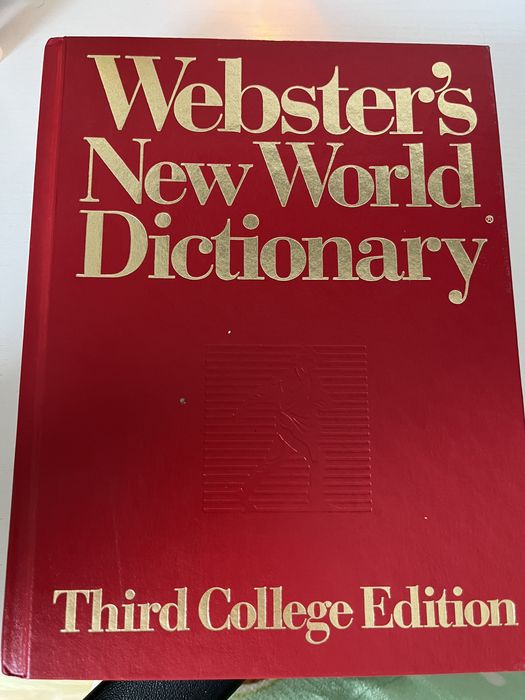 Webster's
New World
Dictionary®
Third College Edition